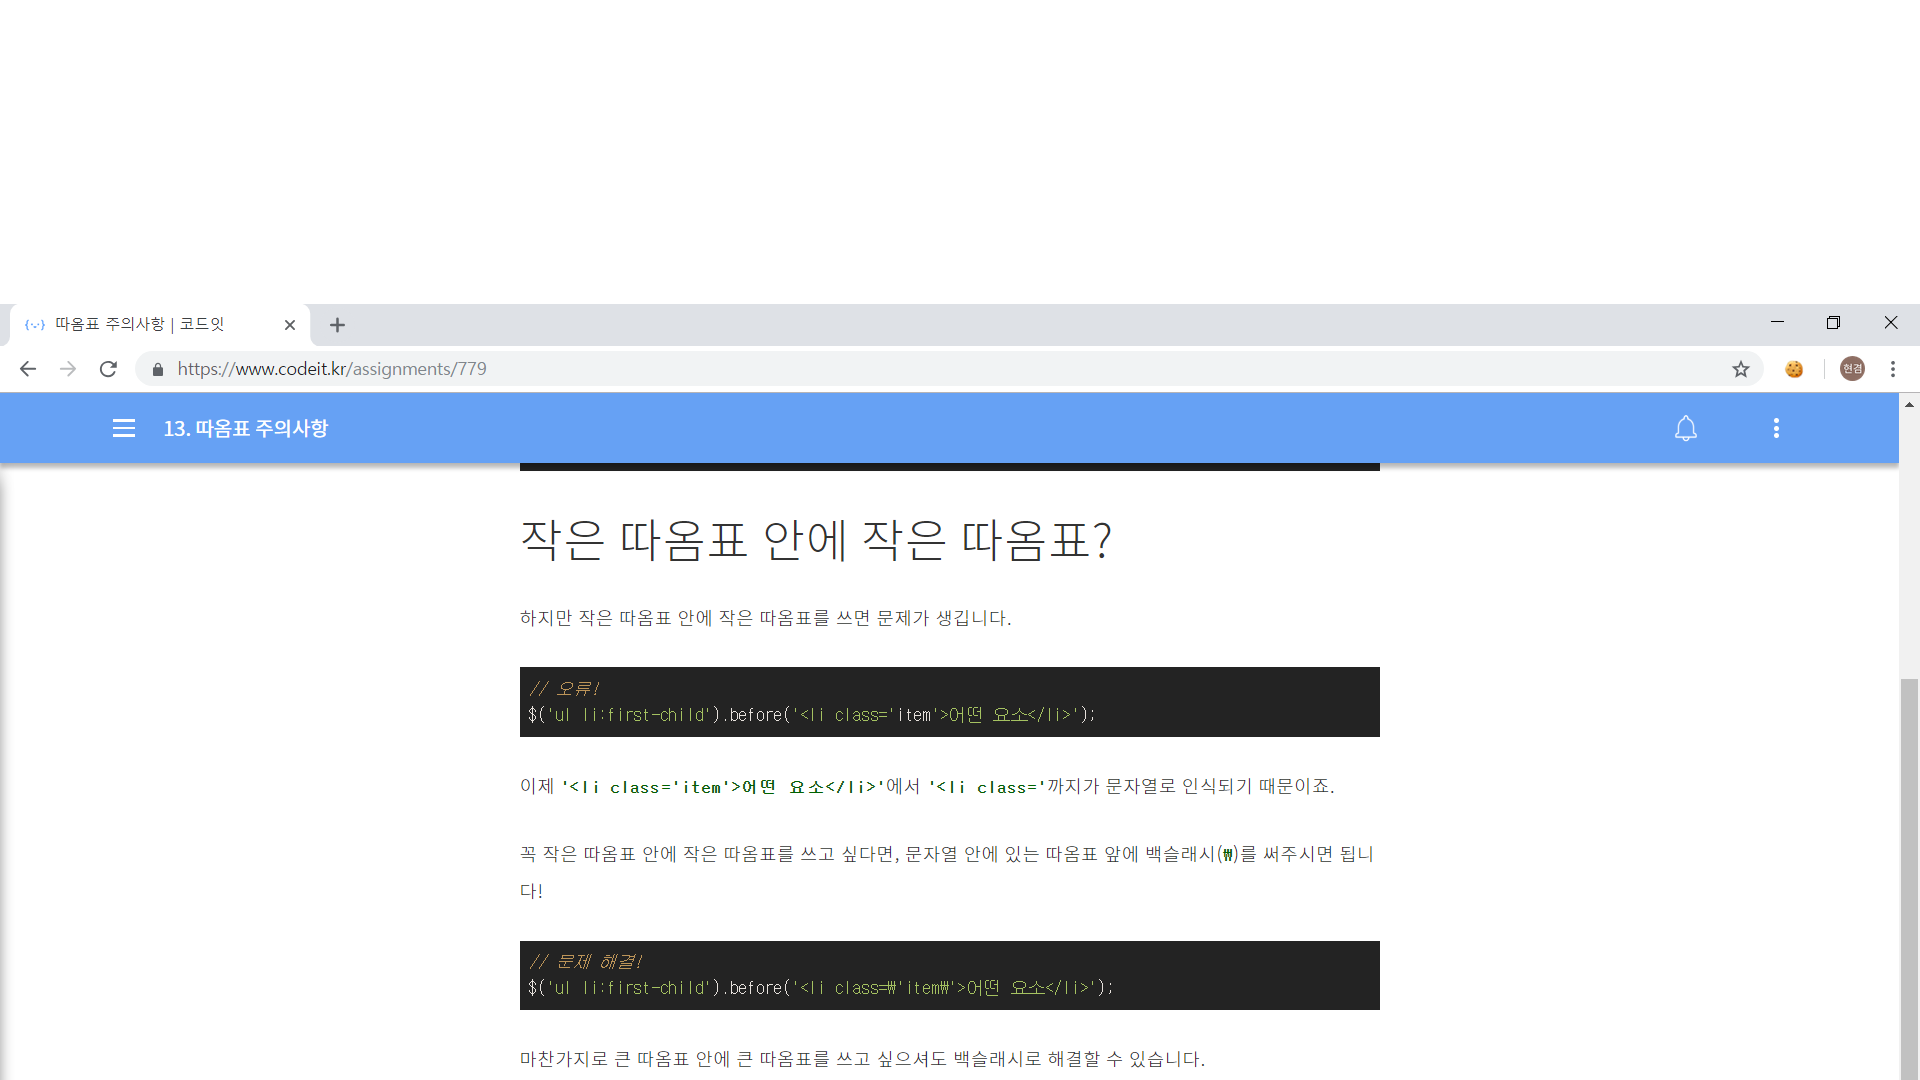 따옴표 주의사항 | 코드잇
https://www.codeit.kr/assignments/779
현겸
13. 따옴표 주의사항
작은 따옴표 안에 작은 따옴표?
하지만 작은 따옴표 안에 작은 따옴표를 쓰면 문제가 생깁니다.
// 오류!
$('ul li:first-child').before('<li class='item'>어떤 요소</li>');
이제 '<li class='item'>어떤 요소</li>'에서 '<li class='까지가 문자열로 인식되기 때문이죠.
꼭 작은 따옴표 안에 작은 따옴표를 쓰고 싶다면, 문자열 안에 있는 따옴표 앞에 백슬래시(₩)를 써주시면 됩니
다!
// 문제 해결!
$('ul li:first-child').before('<li class=₩'item₩'>어떤 요소</li>');
마찬가지로 큰 따옴표 안에 큰 따옴표를 쓰고 싶으셔도 백슬래시로 해결할 수 있습니다.